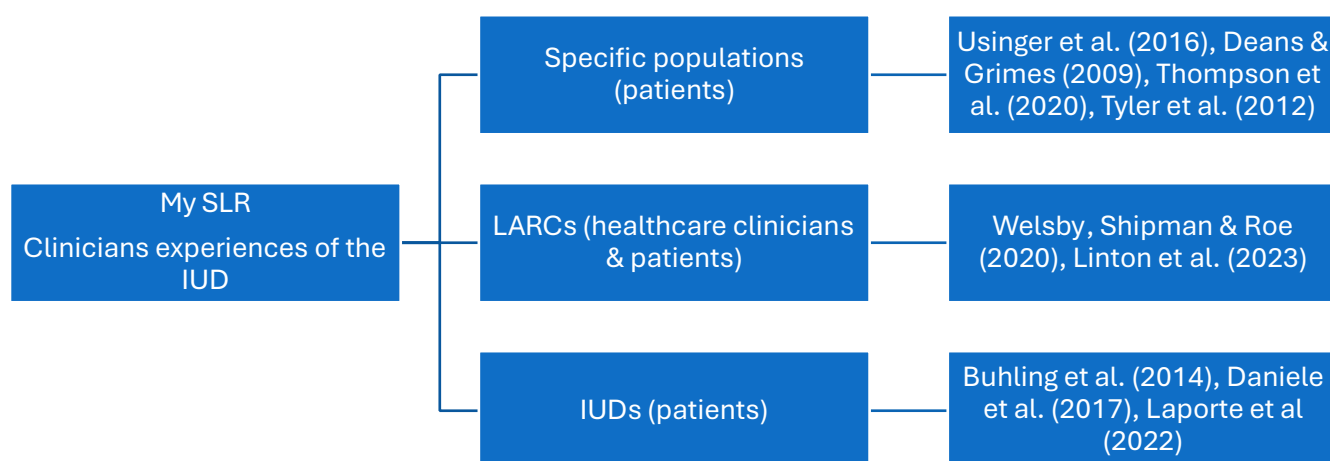 My SLR
Clinicians experiences of the
IUD
Specific populations
(patients)
Usinger et al. (2016), Deans &
Grimes (2009), Thompson et
al. (2020), Tyler et al. (2012)
LARCs (healthcare clinicians
& patients)
Welsby, Shipman & Roe
(2020), Linton et al. (2023)
IUDs (patients)
Buhling et al. (2014), Daniele
et al. (2017), Laporte et al
(2022)